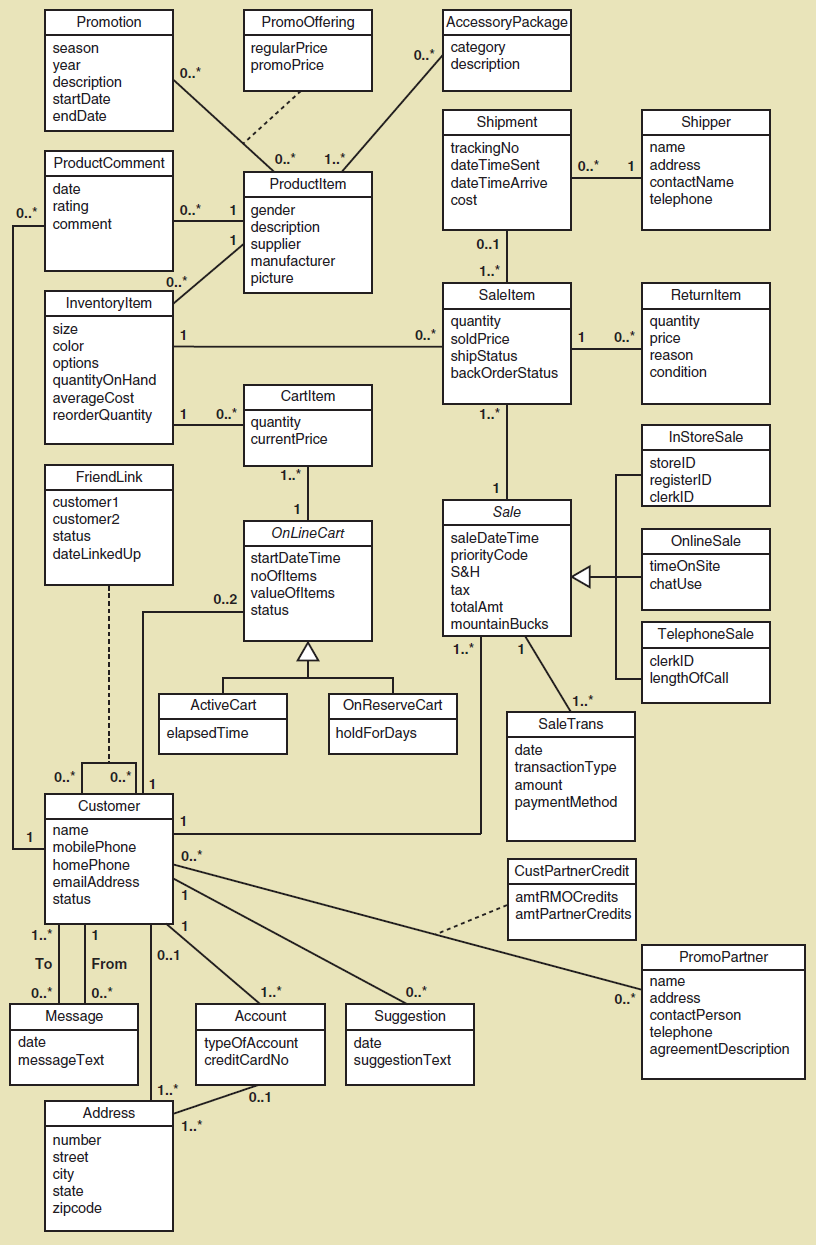 Promotion
season
year
description
startDate
endDate
PromoOffering
regularPrice
promoPrice
AccessoryPackage
category
description
0..*
0..*
0..*
1..*
Shipment
trackingNo
dateTimeSent
dateTimeArrive
cost
Shipper
name
address
contactName
telephone
0..*
1
ProductComment
date
rating
comment
0..*
0..*
1
ProductItem
gender
description
supplier
manufacturer
picture
1
0..*
0..1
1..*
InventoryItem
size
color
options
quantityOnHand
averageCost
reorderQuantity
1
0..*
SaleItem
quantity
soldPrice
shipStatus
backOrderStatus
1
0..*
ReturnItem
quantity
price
reason
condition
1
0..*
CartItem
quantity
currentPrice
1..*
1
1..*
1
InStoreSale
storeID
registerID
clerkID
FriendLink
customer1
customer2
status
dateLinkedUp
OnLineCart
startDateTime
noOfItems
valueOfItems
status
0..2
Sale
saleDateTime
priorityCode
S&H
tax
totalAmt
mountainBucks
OnlineSale
timeOnSite
chatUse
TelephoneSale
clerkID
lengthOfCall
1..*
1
1..*
ActiveCart
elapsedTime
OnReserveCart
holdForDays
SaleTrans
date
transactionType
amount
paymentMethod
0..*
0..*
1
Customer
name
mobilePhone
homePhone
emailAddress
status
1
1
0..*
1
1
0..1
CustPartnerCredit
amtRMOCredits
amtPartnerCredits
PromoPartner
name
address
contactPerson
telephone
agreementDescription
0..*
1..*
1
To
From
0..*
0..*
1..*
0..*
Message
date
messageText
Account
typeOfAccount
creditCardNo
Suggestion
date
suggestionText
1..*
0..1
1..*
Address
number
street
city
state
zipcode